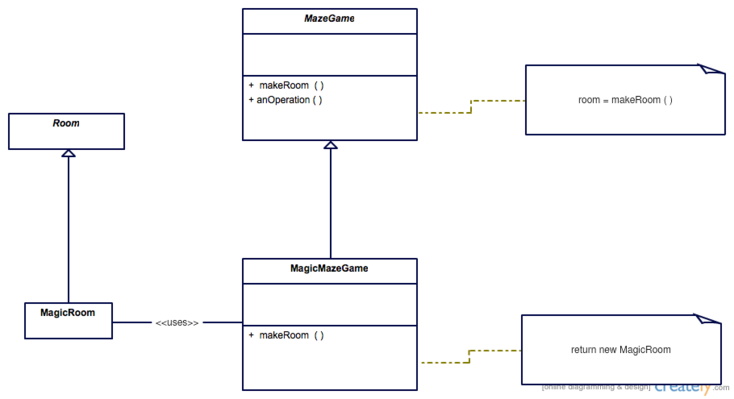 MazeGame
+ makeRoom ( )
+ anOperation ( )
room = makeRoom ( )
Room
MagicMazeGame
MagicRoom
<<uses>>
+ makeRoom ( )
return new MagicRoom
[online diagramming & design] creately.com